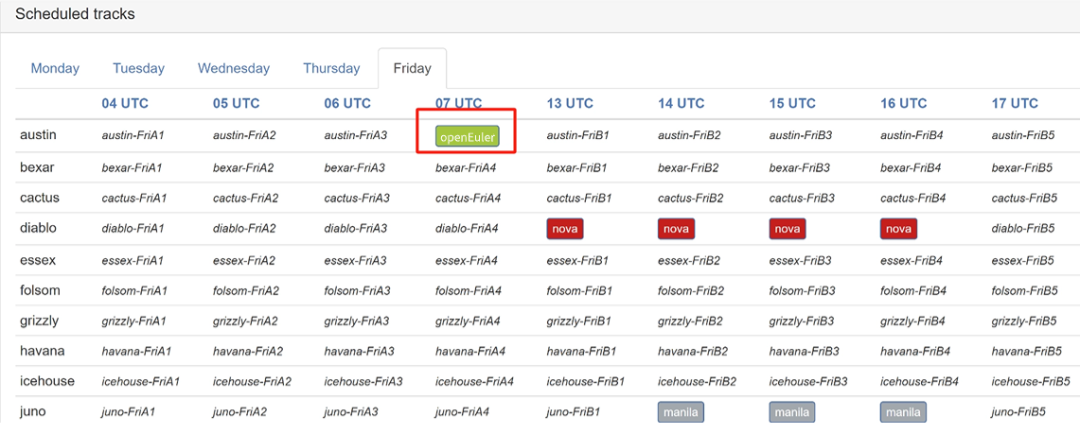 Scheduled tracks
Monday Tuesday Wednesday Thursday Friday
04 UTC 05 UTC 06 UTC 07 UTC 13 UTC 14 UTC 15 UTC 16 UTC 17 UTC
austin austin-FriA1 austin-FriA2 austin-FriA3 openEuler austin-FriB1 austin-FriB2 austin-FriB3 austin-FriB4 austin-FriB5
bexar bexar-FriA1 bexar-FriA2 bexar-FriA3 bexar-FriA4 bexar-FriB1 bexar-FriB2 bexar-FriB3 bexar-FriB4 bexar-FriB5
cactus cactus-FriA1 cactus-FriA2 cactus-FriA3 cactus-FriA4 cactus-FriB1 cactus-FriB2 cactus-FriB3 cactus-FriB4 cactus-FriB5
diablo diablo-FriA1 diablo-FriA2 diablo-FriA3 diablo-FriA4 nova nova nova nova diablo-FriB5
essex essex-FriA1 essex-FriA2 essex-FriA3 essex-FriA4 essex-FriB1 essex-FriB2 essex-FriB3 essex-FriB4 essex-FriB5
folsom folsom-FriA1 folsom-FriA2 folsom-FriA3 folsom-FriA4 folsom-FriB1 folsom-FriB2 folsom-FriB3 folsom-FriB4 folsom-FriB5
grizzly grizzly-FriA1 grizzly-FriA2 grizzly-FriA3 grizzly-FriA4 grizzly-FriB1 grizzly-FriB2 grizzly-FriB3 grizzly-FriB4 grizzly-FriB5
havana havana-FriA1 havana-FriA2 havana-FriA3 havana-FriA4 havana-FriB1 havana-FriB2 havana-FriB3 havana-FriB4 havana-FriB5
icehouse icehouse-FriA1 icehouse-FriA2 icehouse-FriA3 icehouse-FriA4 icehouse-FriB1 icehouse-FriB2 icehouse-FriB3 icehouse-FriB4 icehouse-FriB5
juno juno-FriA1 juno-FriA2 juno-FriA3 juno-FriA4 juno-FriB1 manila manila manila juno-FriB5